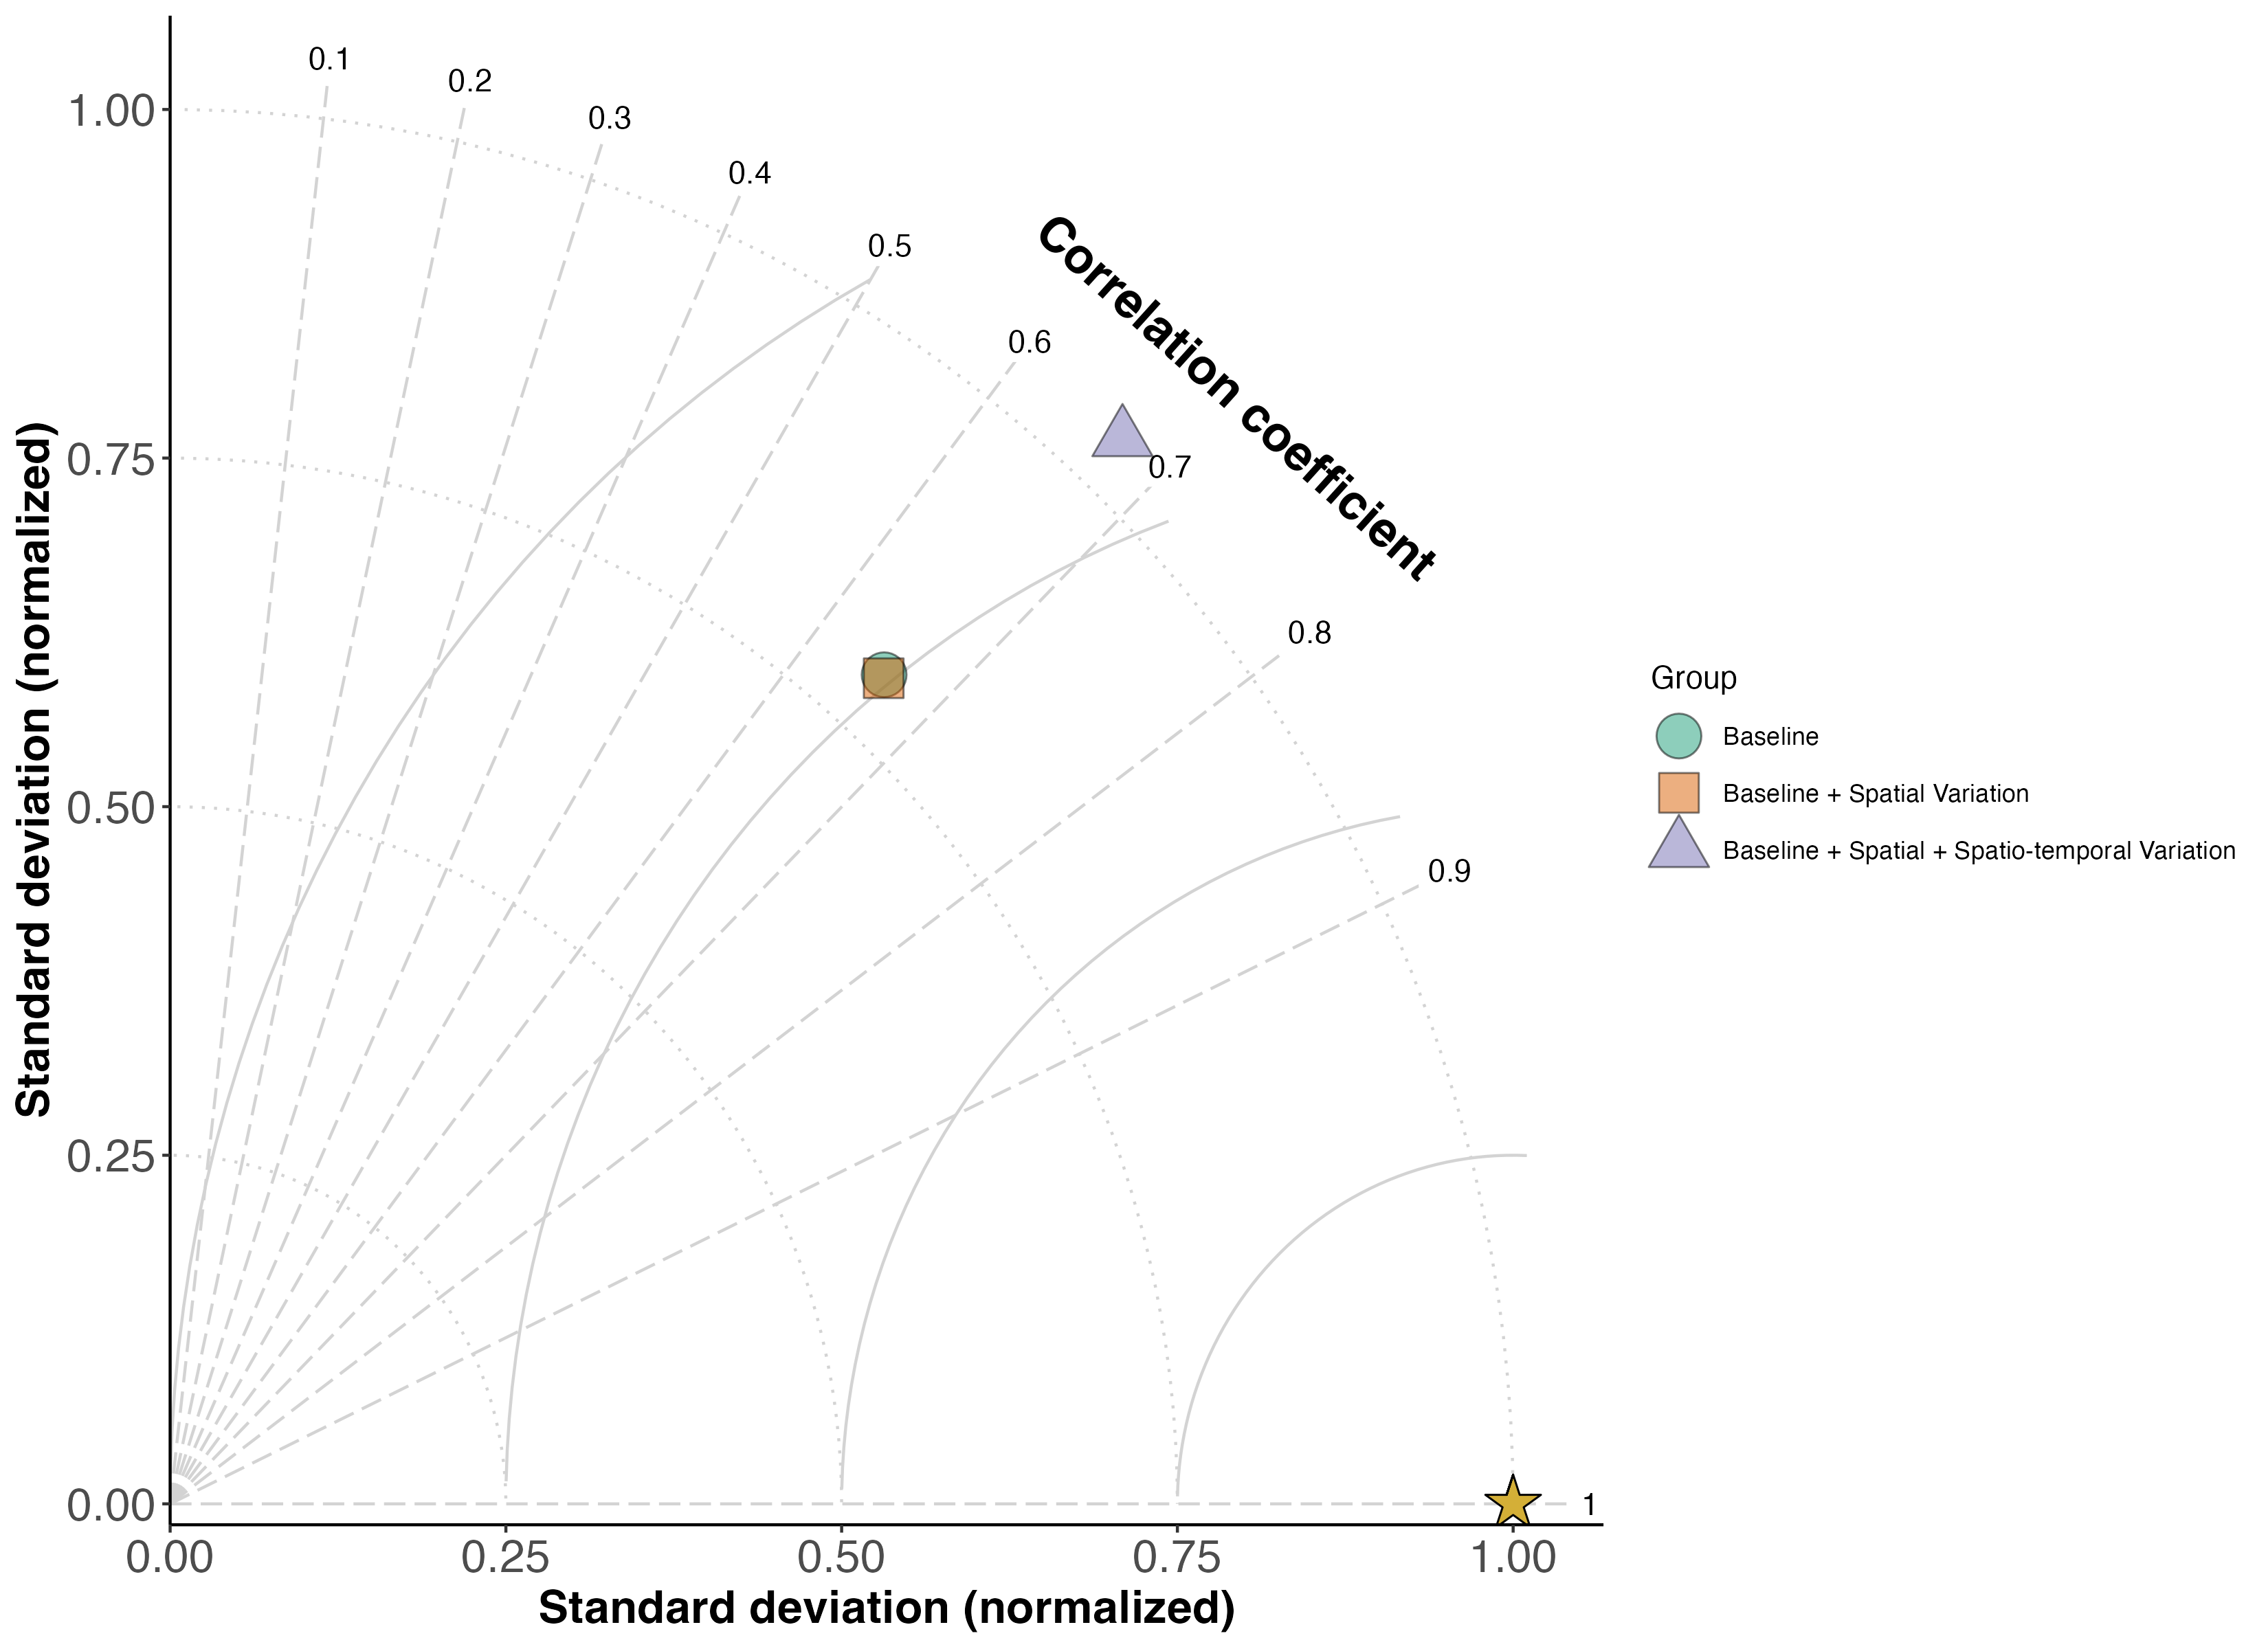 0.1
0.2
0.3
0.4
0.5
0.6
0.7
0.8
0.9
1
Correlation coefficient
1.00
0.75
0.50
0.25
0.00
Standard deviation (normalized)
0.00
0.25
0.50
0.75
1.00
Standard deviation (normalized)
Group
Baseline
Baseline + Spatial Variation
Baseline + Spatial + Spatio-temporal Variation